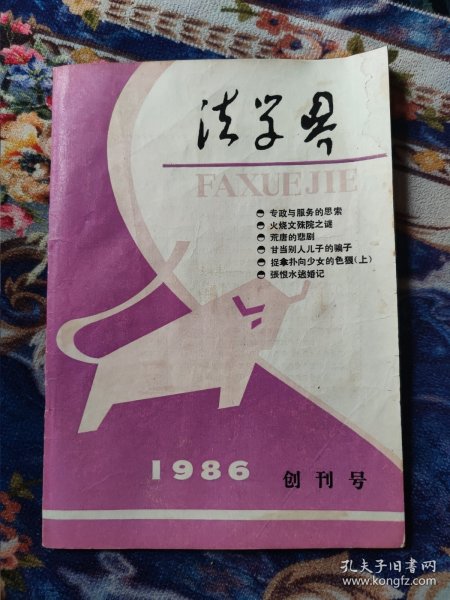 法学界
FAXUEJIE
专政与服务的思索
火烧文殊院之谜
荒唐的悲剧
甘当别人儿子的骗子
捉拿扑向少女的色狼（上）
張恨水逃婚记
1986 创刊号
孔夫子旧书网
www.kongfz.com